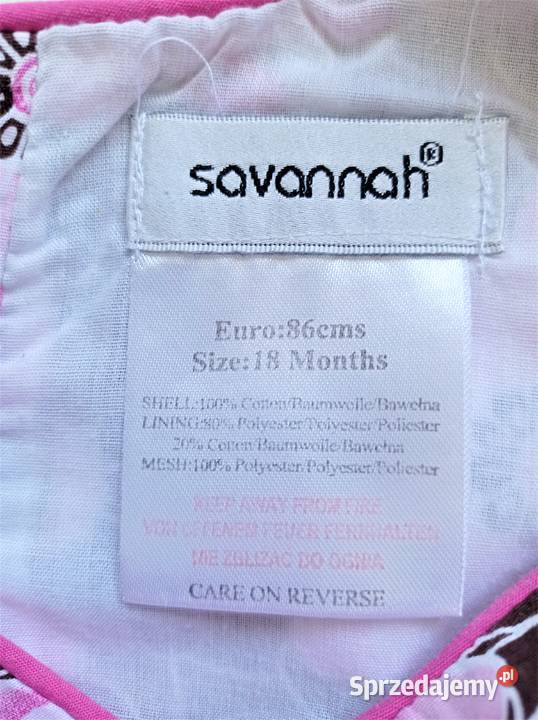 savannah®
Euro:86cms
Size:18 Months
SHELL:100% Cotton/Baumwolle/Bawełna
LINING:80% Polyester/Polyester/Poliester
20% Cotton/Baumwolle/Bawełna
MESH:100% Polyester/Polyester/Poliester
KEEP AWAY FROM FIRE
VON OFFENEM FEUER FERNHALTEN
NIE ZBLIZAC DO OGNIA
CARE ON REVERSE
Sprzedajemy.pl